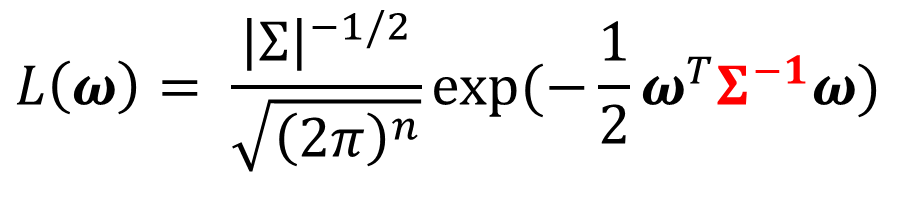 L(ω) = |Σ|^{-1/2} / √((2π)^n) exp(− 1/2 ω^T Σ^{−1} ω)